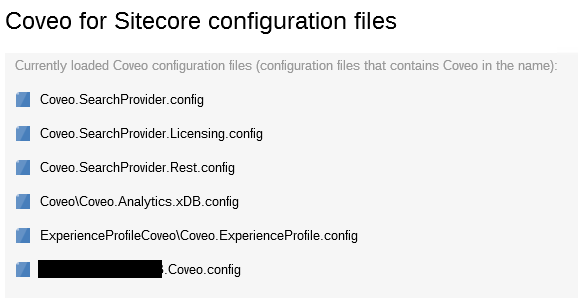 Coveo for Sitecore configuration files
Currently loaded Coveo configuration files (configuration files that contains Coveo in the name):
Coveo.SearchProvider.config
Coveo.SearchProvider.Licensing.config
Coveo.SearchProvider.Rest.config
Coveo\Coveo.Analytics.xDB.config
ExperienceProfileCoveo\Coveo.ExperienceProfile.config
.Coveo.config